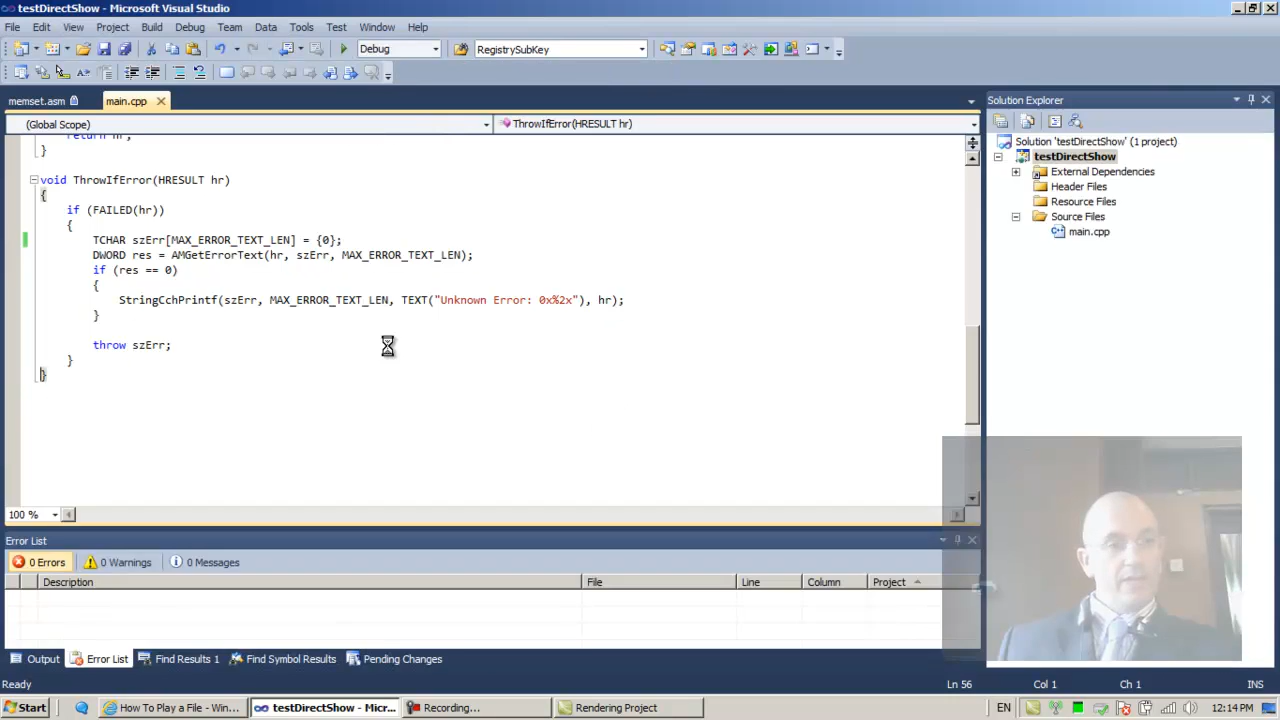 testDirectShow - Microsoft Visual Studio
File Edit View Project Build Debug Team Data Tools Test Window Help
Debug RegistrySubKey
memset.asm main.cpp
(Global Scope) ThrowIfError(HRESULT hr)
return hr;
}
void ThrowIfError(HRESULT hr)
{
if (FAILED(hr))
{
TCHAR szErr[MAX_ERROR_TEXT_LEN] = {0};
DWORD res = AMGetErrorText(hr, szErr, MAX_ERROR_TEXT_LEN);
if (res == 0)
{
StringCchPrintf(szErr, MAX_ERROR_TEXT_LEN, TEXT("Unknown Error: 0x%2x"), hr);
}
throw szErr;
}
}
100 %
Solution Explorer
Solution 'testDirectShow' (1 project)
testDirectShow
External Dependencies
Header Files
Resource Files
Source Files
main.cpp
Error List
0 Errors 0 Warnings 0 Messages
Description File Line Column Project
Output Error List Find Results 1 Find Symbol Results Pending Changes
Ready Ln 56 Col 1 Ch 1 INS
Start How To Play a File - Win... testDirectShow - Micr... Recording... Rendering Project EN 12:14 PM